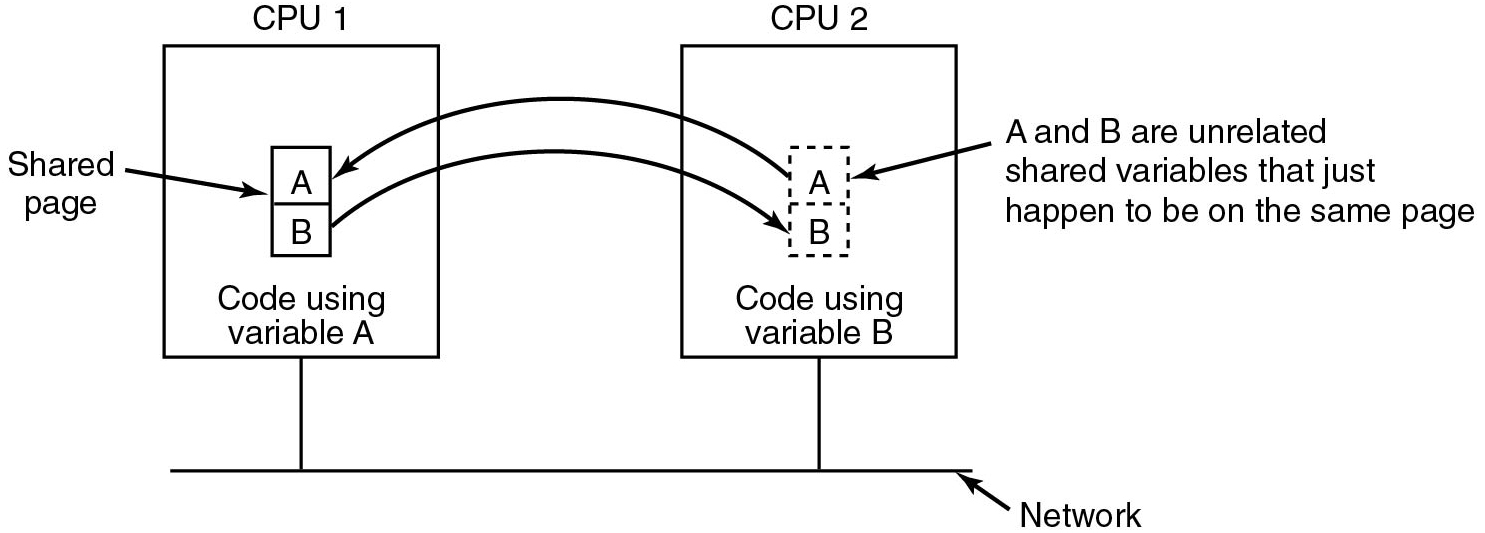 CPU 1
CPU 2
Shared
page
A
B
Code using
variable A
A
B
Code using
variable B
A and B are unrelated
shared variables that just
happen to be on the same page
Network